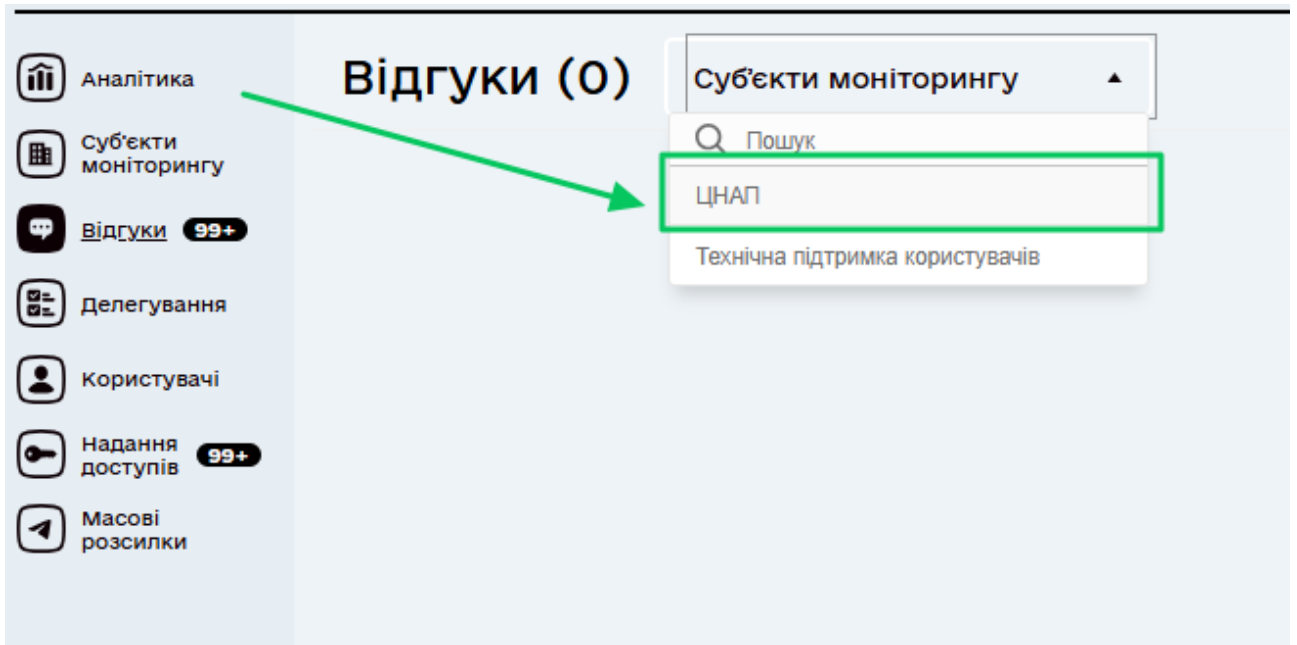 Аналітика
Суб'єкти
моніторингу
Відгуки 99+
Делегування
Користувачі
Надання
доступів 99+
Масові
розсилки
Відгуки (0)
Суб'єкти моніторингу
Пошук
ЦНАП
Технічна підтримка користувачів